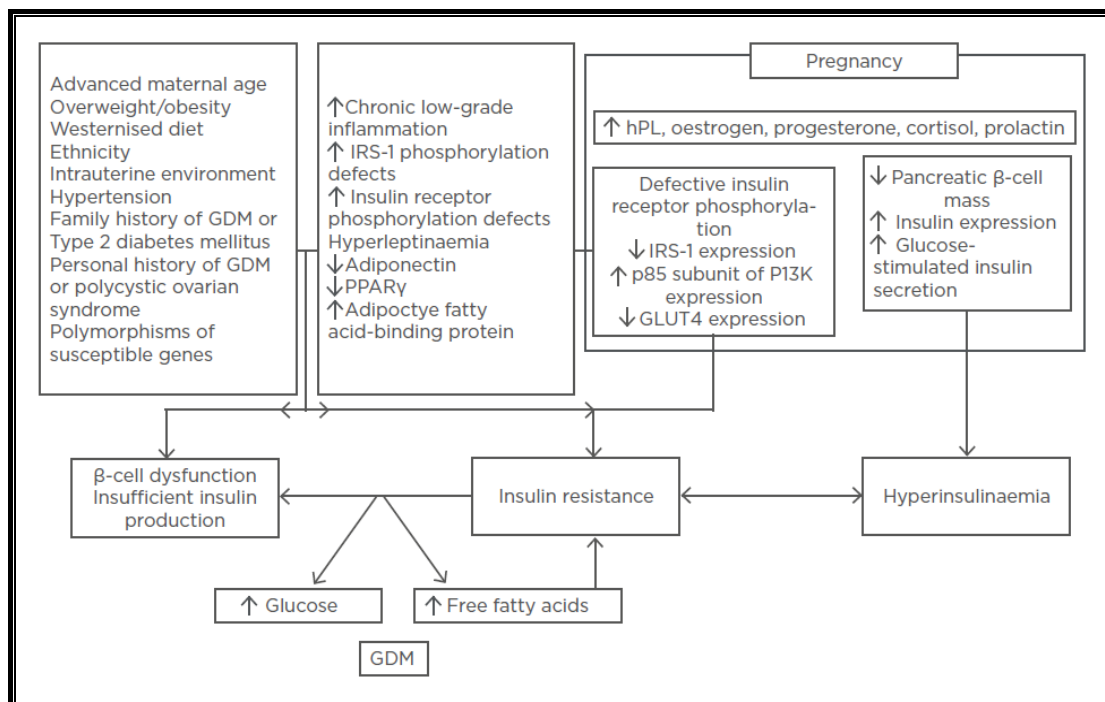 Advanced maternal age
Overweight/obesity
Westernised diet
Ethnicity
Intrauterine environment
Hypertension
Family history of GDM or
Type 2 diabetes mellitus
Personal history of GDM
or polycystic ovarian
syndrome
Polymorphisms of
susceptible genes
↑Chronic low-grade
inflammation
↑ IRS-1 phosphorylation
defects
↑ Insulin receptor
phosphorylation defects
Hyperleptinaemia
↓Adiponectin
↓PPARγ
↑Adipoctye fatty
acid-binding protein
Pregnancy
↑ hPL, oestrogen, progesterone, cortisol, prolactin
Defective insulin
receptor phosphoryla-
tion
↓ IRS-1 expression
↑ p85 subunit of P13K
expression
↓ GLUT4 expression
↓ Pancreatic β-cell
mass
↑ Insulin expression
↑ Glucose-
stimulated insulin
secretion
β-cell dysfunction
Insufficient insulin
production
Insulin resistance
Hyperinsulinaemia
↑ Glucose
↑ Free fatty acids
GDM